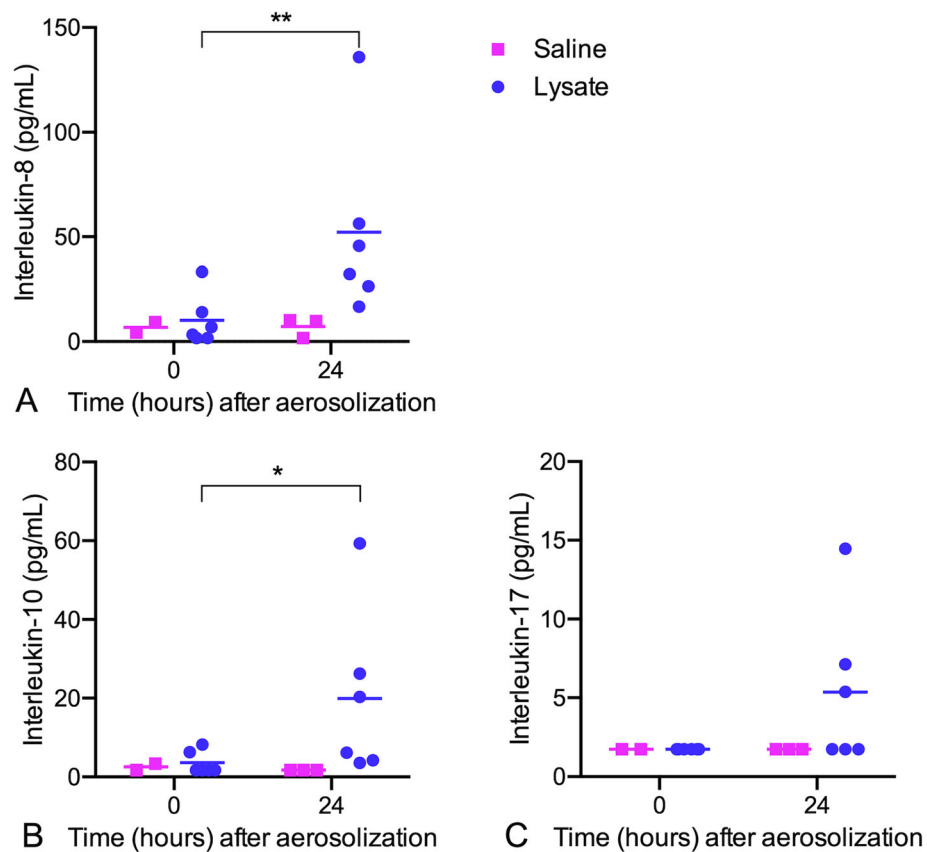 **
150
100
50
0
Interleukin-8 (pg/mL)
Saline
Lysate
0 24
A Time (hours) after aerosolization
*
80
60
40
20
0
Interleukin-10 (pg/mL)
0 24
B Time (hours) after aerosolization
20
15
10
5
0
Interleukin-17 (pg/mL)
0 24
C Time (hours) after aerosolization